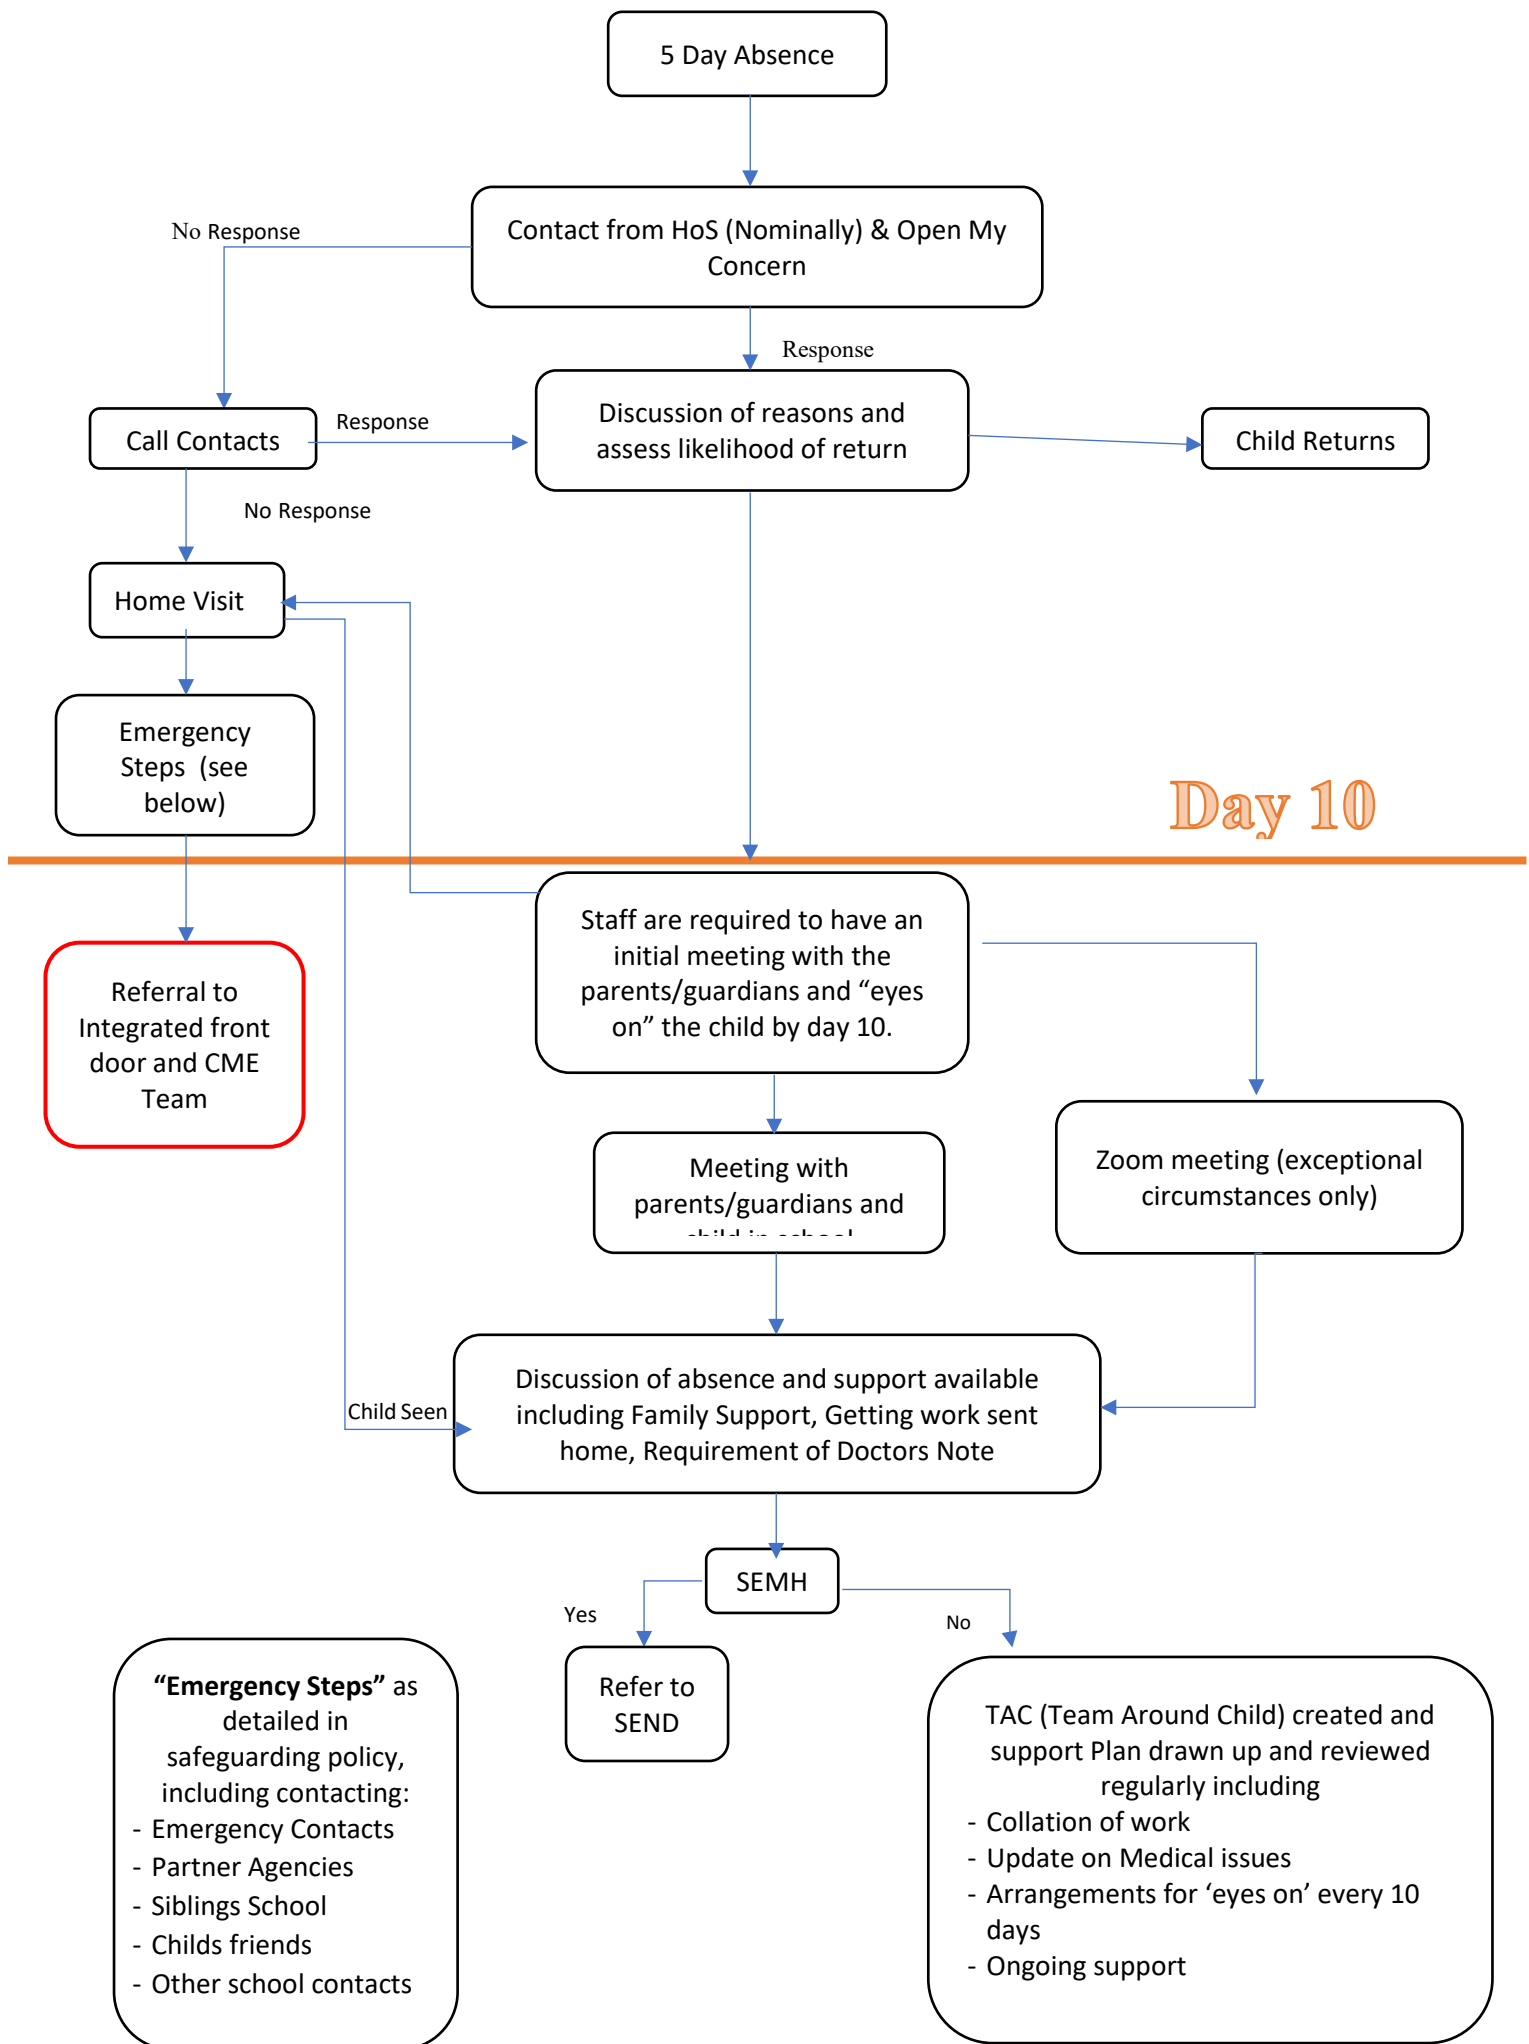 5 Day Absence
No Response
Contact from HoS (Nominally) & Open My
Concern
Response
Call Contacts
Response
Discussion of reasons and
assess likelihood of return
Child Returns
No Response
Home Visit
Emergency
Steps (see
below)
Day 10
Staff are required to have an
initial meeting with the
parents/guardians and “eyes
on” the child by day 10.
Referral to
Integrated front
door and CME
Team
Meeting with
parents/guardians and
child in school
Zoom meeting (exceptional
circumstances only)
Discussion of absence and support available
including Family Support, Getting work sent
home, Requirement of Doctors Note
Child Seen
SEMH
Yes
No
Refer to
SEND
“Emergency Steps” as
detailed in
safeguarding policy,
including contacting:
- Emergency Contacts
- Partner Agencies
- Siblings School
- Childs friends
- Other school contacts
TAC (Team Around Child) created and
support Plan drawn up and reviewed
regularly including
- Collation of work
- Update on Medical issues
- Arrangements for ‘eyes on’ every 10
days
- Ongoing support